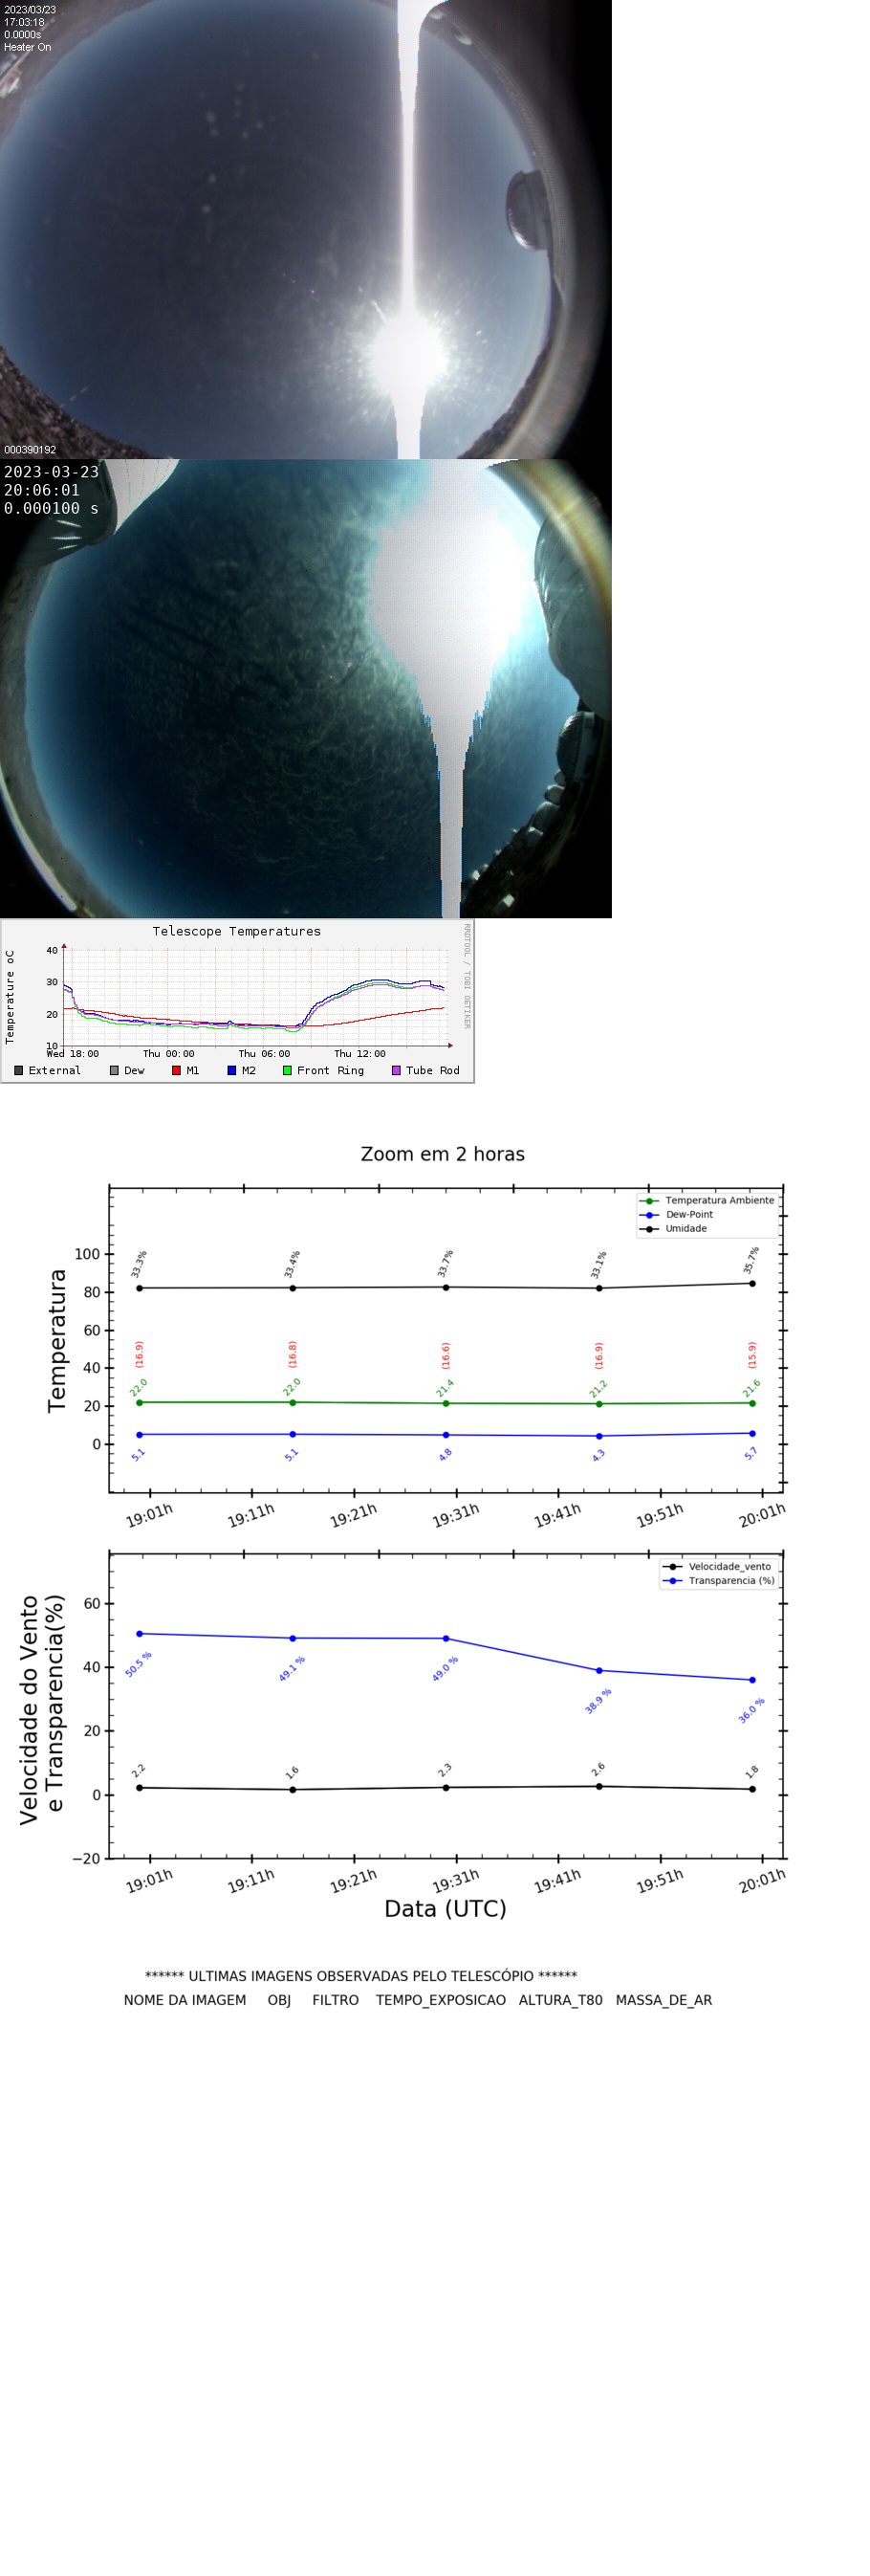 2023/03/23
17:03:18
0.0000s
Heater On
000390192
2023-03-23
20:06:01
0.000100 s
Telescope Temperatures
RRDTOOL / TOBI OETIKER
Temperature oC
40
30
20
10
Wed 18:00 Thu 00:00 Thu 06:00 Thu 12:00
External Dew M1 M2 Front Ring Tube Rod
Zoom em 2 horas
Temperatura Ambiente
Dew-Point
Umidade
Temperatura
100
80
60
40
20
0
33.3% 33.4% 33.7% 33.1% 35.7%
(16.9) (16.8) (16.6) (16.9) (15.9)
22.0 22.0 21.4 21.2 21.6
5.1 5.1 4.8 4.3 5.7
19:01h 19:11h 19:21h 19:31h 19:41h 19:51h 20:01h
Velocidade_vento
Transparencia (%)
Velocidade do Vento
e Transparencia(%)
60
40
20
0
−20
50.5 % 49.1 % 49.0 % 38.9 % 36.0 %
2.2 1.6 2.3 2.6 1.8
19:01h 19:11h 19:21h 19:31h 19:41h 19:51h 20:01h
Data (UTC)
****** ULTIMAS IMAGENS OBSERVADAS PELO TELESCÓPIO ******
NOME DA IMAGEM OBJ FILTRO TEMPO_EXPOSICAO ALTURA_T80 MASSA_DE_AR